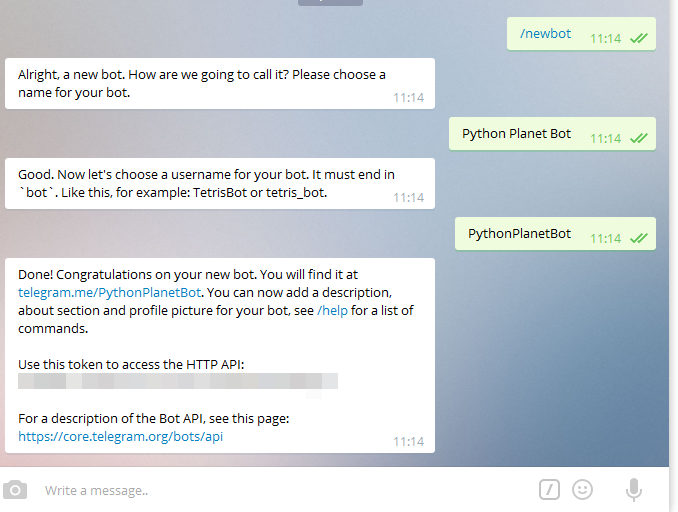 /newbot 11:14
Alright, a new bot. How are we going to call it? Please choose a
name for your bot.
11:14
Python Planet Bot 11:14
Good. Now let's choose a username for your bot. It must end in
`bot`. Like this, for example: TetrisBot or tetris_bot.
11:14
PythonPlanetBot 11:14
Done! Congratulations on your new bot. You will find it at
telegram.me/PythonPlanetBot. You can now add a description,
about section and profile picture for your bot, see /help for a list of
commands.
Use this token to access the HTTP API:
For a description of the Bot API, see this page:
https://core.telegram.org/bots/api
11:14
Write a message..